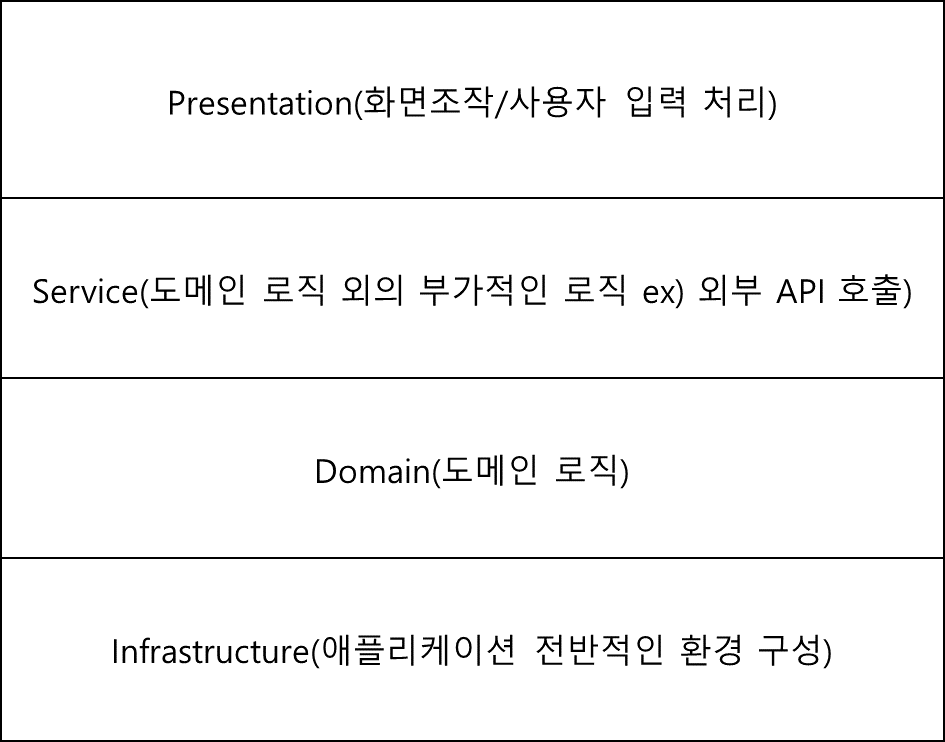 Presentation(화면조작/사용자 입력 처리)
Service(도메인 로직 외의 부가적인 로직 ex) 외부 API 호출)
Domain(도메인 로직)
Infrastructure(애플리케이션 전반적인 환경 구성)